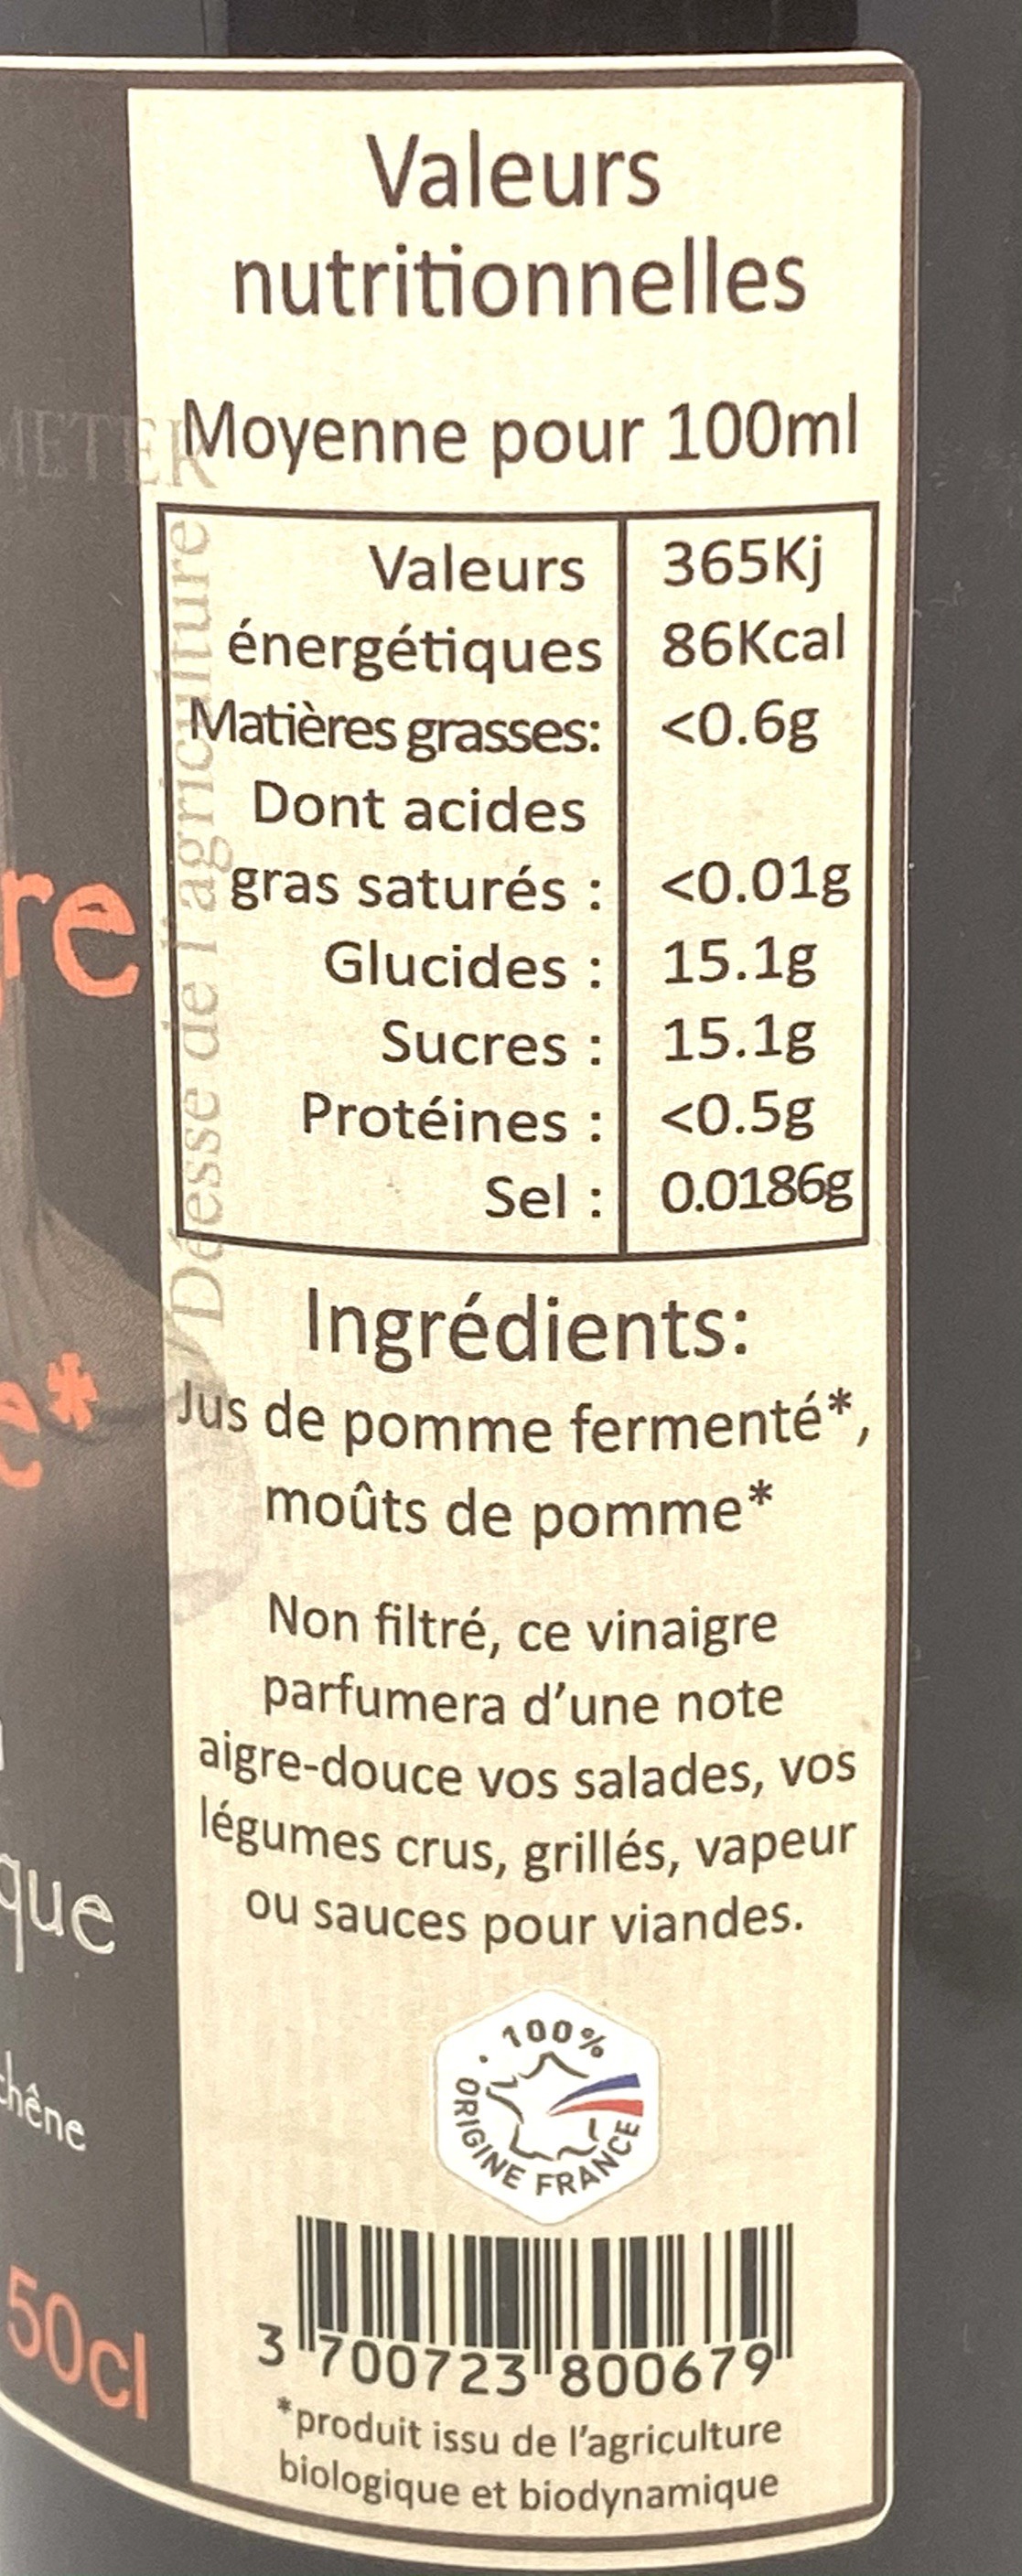 Valeurs
nutritionnelles
Moyenne pour 100ml
Valeurs 365Kj
énergétiques 86Kcal
Matières grasses: <0.6g
Dont acides
gras saturés : <0.01g
Glucides : 15.1g
Sucres : 15.1g
Protéines : <0.5g
Sel : 0.0186g
Déesse de l'agriculture
Ingrédients:
Jus de pomme fermenté*,
moûts de pomme*
Non filtré, ce vinaigre
parfumera d'une note
aigre-douce vos salades, vos
légumes crus, grillés, vapeur
ou sauces pour viandes.
100%
ORIGINE FRANCE
3 700723 800679
*produit issu de l'agriculture
biologique et biodynamique
re
e*
que
chêne
50cl